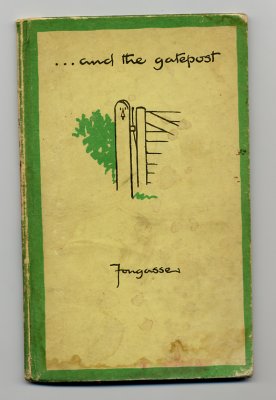 ...and the gatepost
Fougasse